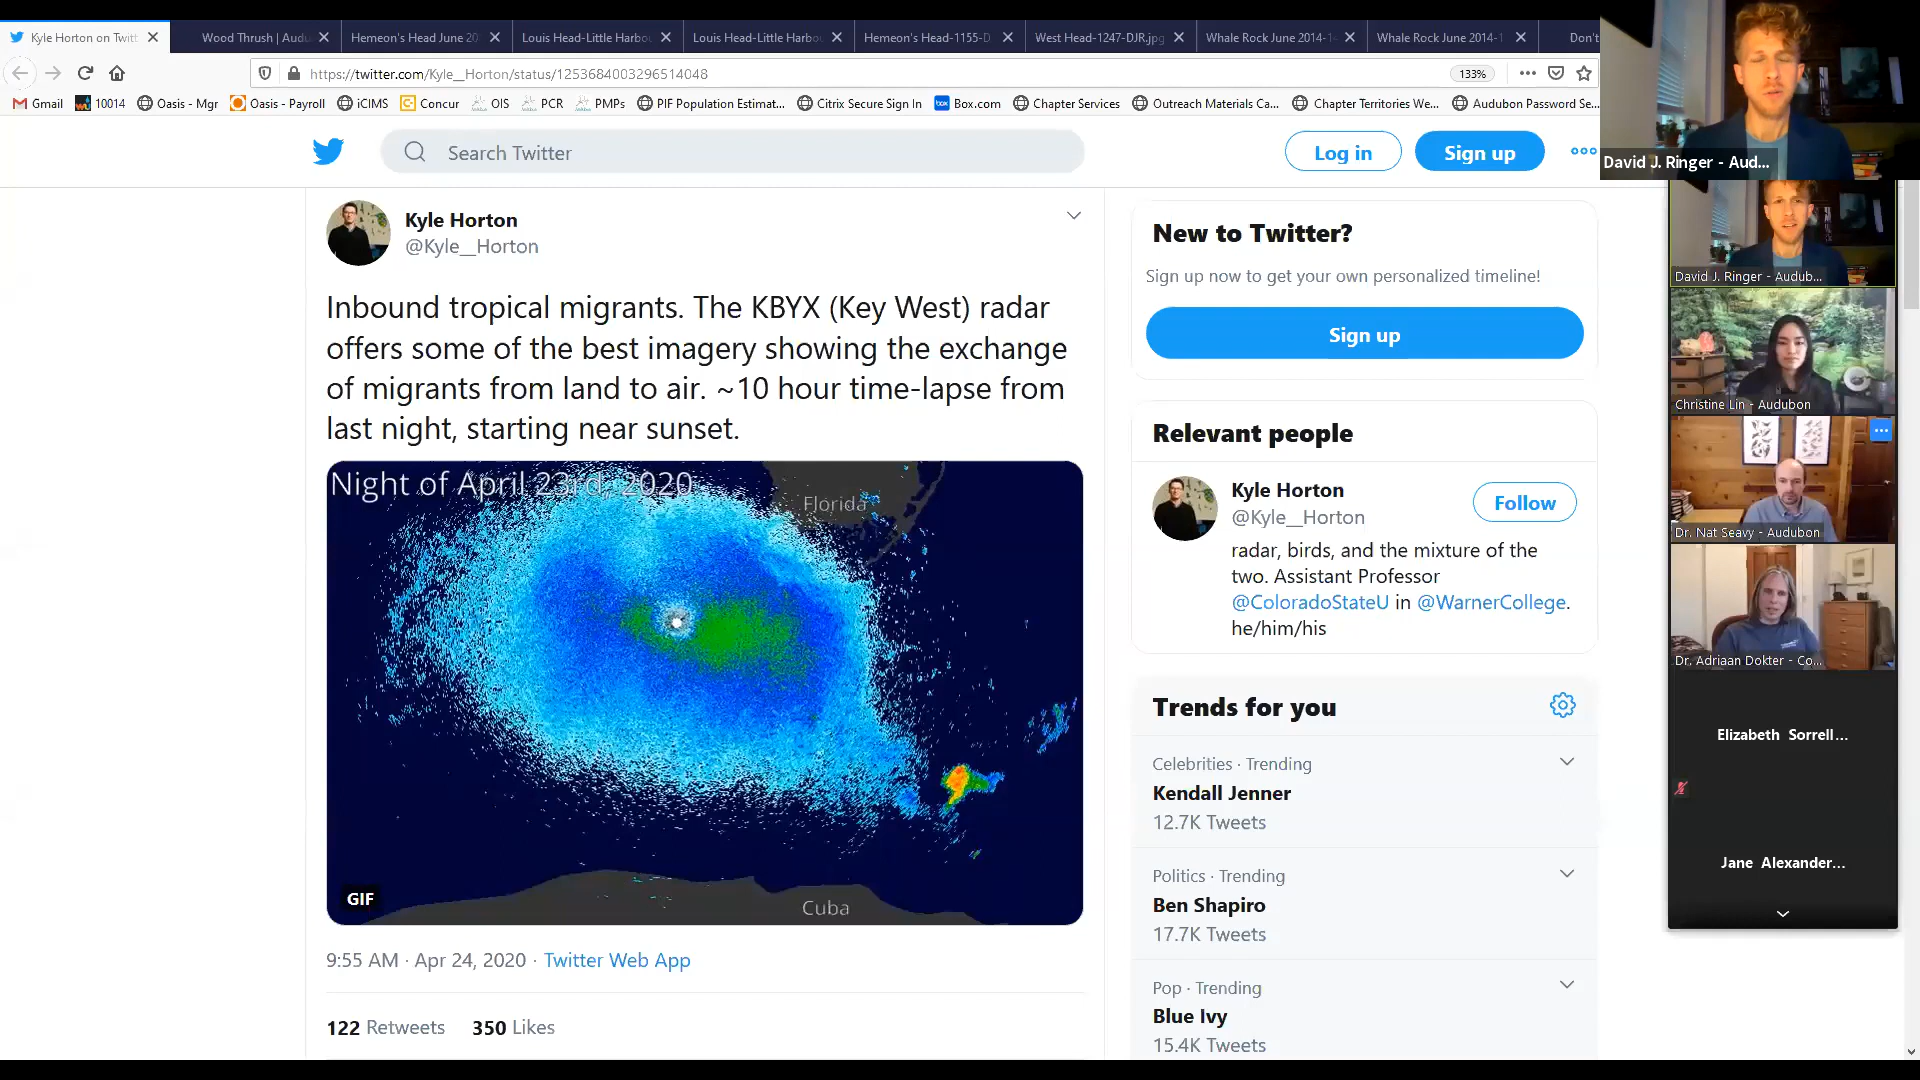 Kyle Horton on Twitt
Wood Thrush | Audu
Hemeon's Head June 20
Louis Head-Little Harbo
Louis Head-Little Harbo
Hemeon's Head-1155-D
West Head-1247-DJR.jpg
Whale Rock June 2014-1
Whale Rock June 2014-1
Don't
https://twitter.com/Kyle__Horton/status/1253684003296514048
133%
Gmail
10014
Oasis - Mgr
Oasis - Payroll
iCIMS
Concur
OIS
PCR
PMPs
PIF Population Estimat...
Citrix Secure Sign In
Box.com
Chapter Services
Outreach Materials Ca...
Chapter Territories We...
Audubon Password Se...
Search Twitter
Log in
Sign up
Kyle Horton
@Kyle__Horton
Inbound tropical migrants. The KBYX (Key West) radar
offers some of the best imagery showing the exchange
of migrants from land to air. ~10 hour time-lapse from
last night, starting near sunset.
Night of April 23rd, 2020
Florida
Cuba
GIF
9:55 AM · Apr 24, 2020 · Twitter Web App
122 Retweets 350 Likes
New to Twitter?
Sign up now to get your own personalized timeline!
Sign up
Relevant people
Kyle Horton
@Kyle__Horton
Follow
radar, birds, and the mixture of the
two. Assistant Professor
@ColoradoStateU in @WarnerCollege.
he/him/his
Trends for you
Celebrities · Trending
Kendall Jenner
12.7K Tweets
Politics · Trending
Ben Shapiro
17.7K Tweets
Pop · Trending
Blue Ivy
15.4K Tweets
David J. Ringer - Aud...
David J. Ringer - Audub...
Christine Lin - Audubon
Dr. Nat Seavy - Audubon
Dr. Adriaan Dokter - Co...
Elizabeth Sorrell...
Jane Alexander...